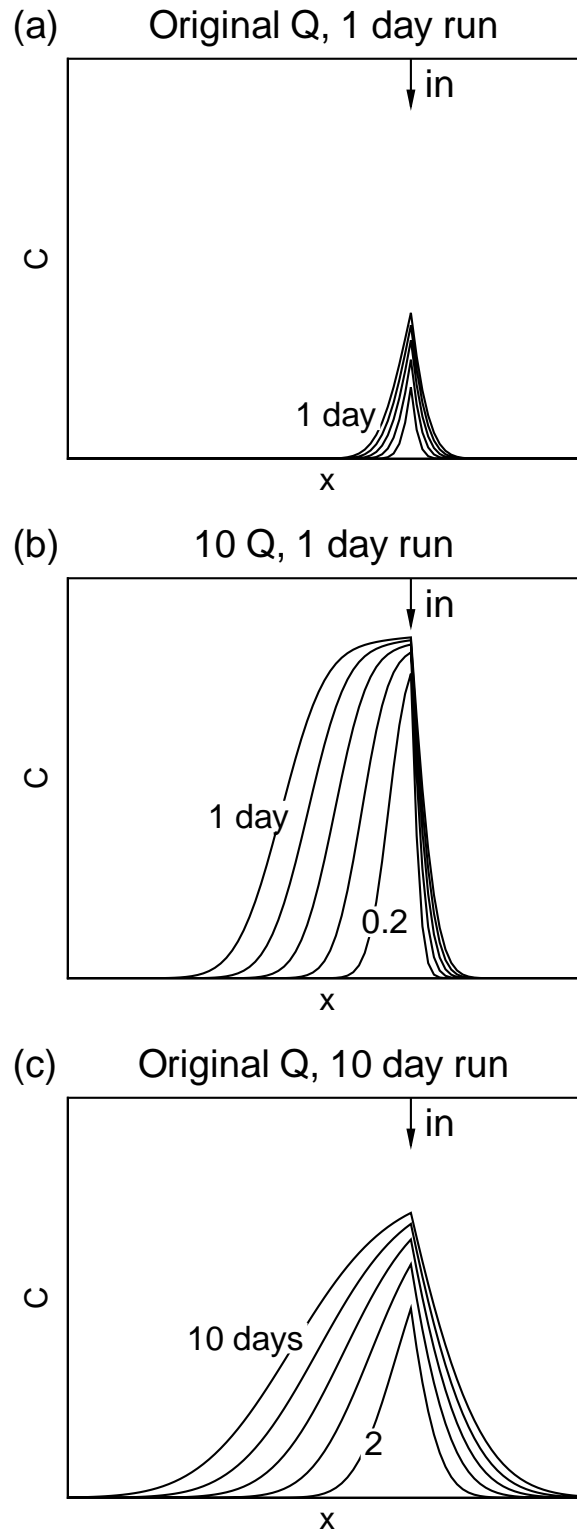 (a) Original Q, 1 day run
in
C
1 day
x
(b) 10 Q, 1 day run
in
C
1 day
0.2
x
(c) Original Q, 10 day run
in
C
10 days
2
x